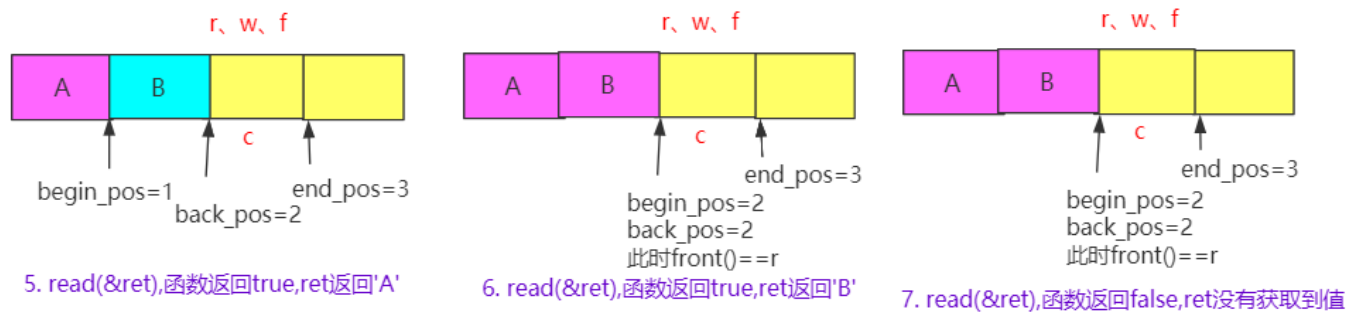 r、w、f
A
B
c
begin_pos=1
back_pos=2
end_pos=3
5. read(&ret),函数返回true,ret返回'A'
r、w、f
A
B
c
end_pos=3
begin_pos=2
back_pos=2
此时front()==r
6. read(&ret),函数返回true,ret返回'B'
r、w、f
A
B
c
end_pos=3
begin_pos=2
back_pos=2
此时front()==r
7. read(&ret),函数返回false,ret没有获取到值